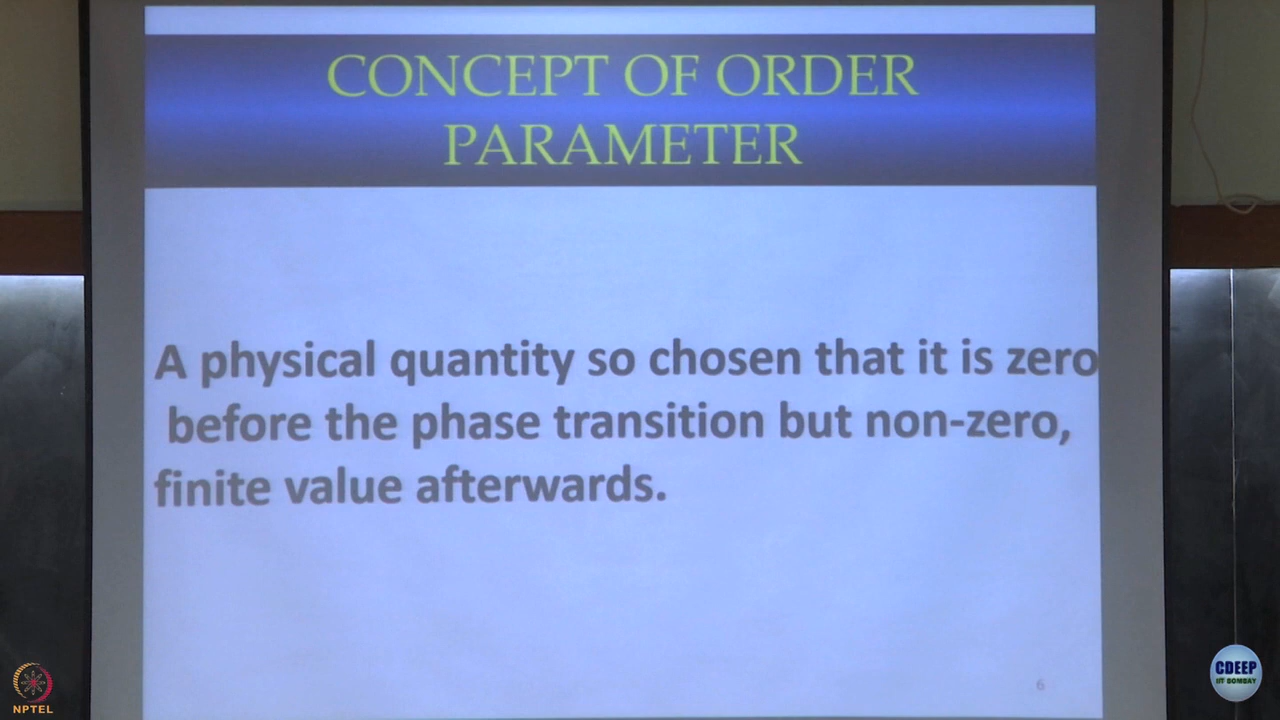 CONCEPT OF ORDER
PARAMETER
A physical quantity so chosen that it is zero
before the phase transition but non-zero,
finite value afterwards.
6
NPTEL
CDEEP
IIT BOMBAY